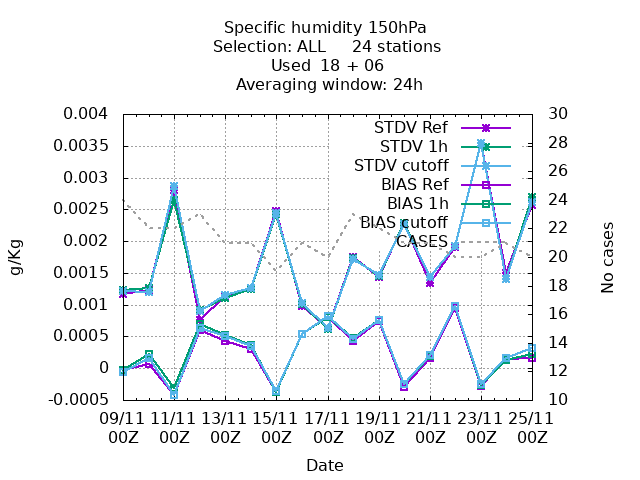 Specific humidity 150hPa
Selection: ALL 24 stations
Used 18 + 06
Averaging window: 24h
0.004
0.0035
0.003
0.0025
0.002
0.0015
0.001
0.0005
0
-0.0005
g/Kg
30
28
26
24
22
20
18
16
14
12
10
No cases
STDV Ref
STDV 1h
STDV cutoff
BIAS Ref
BIAS 1h
BIAS cutoff
CASES
09/11 11/11 13/11 15/11 17/11 19/11 21/11 23/11 25/11
00Z 00Z 00Z 00Z 00Z 00Z 00Z 00Z 00Z
Date